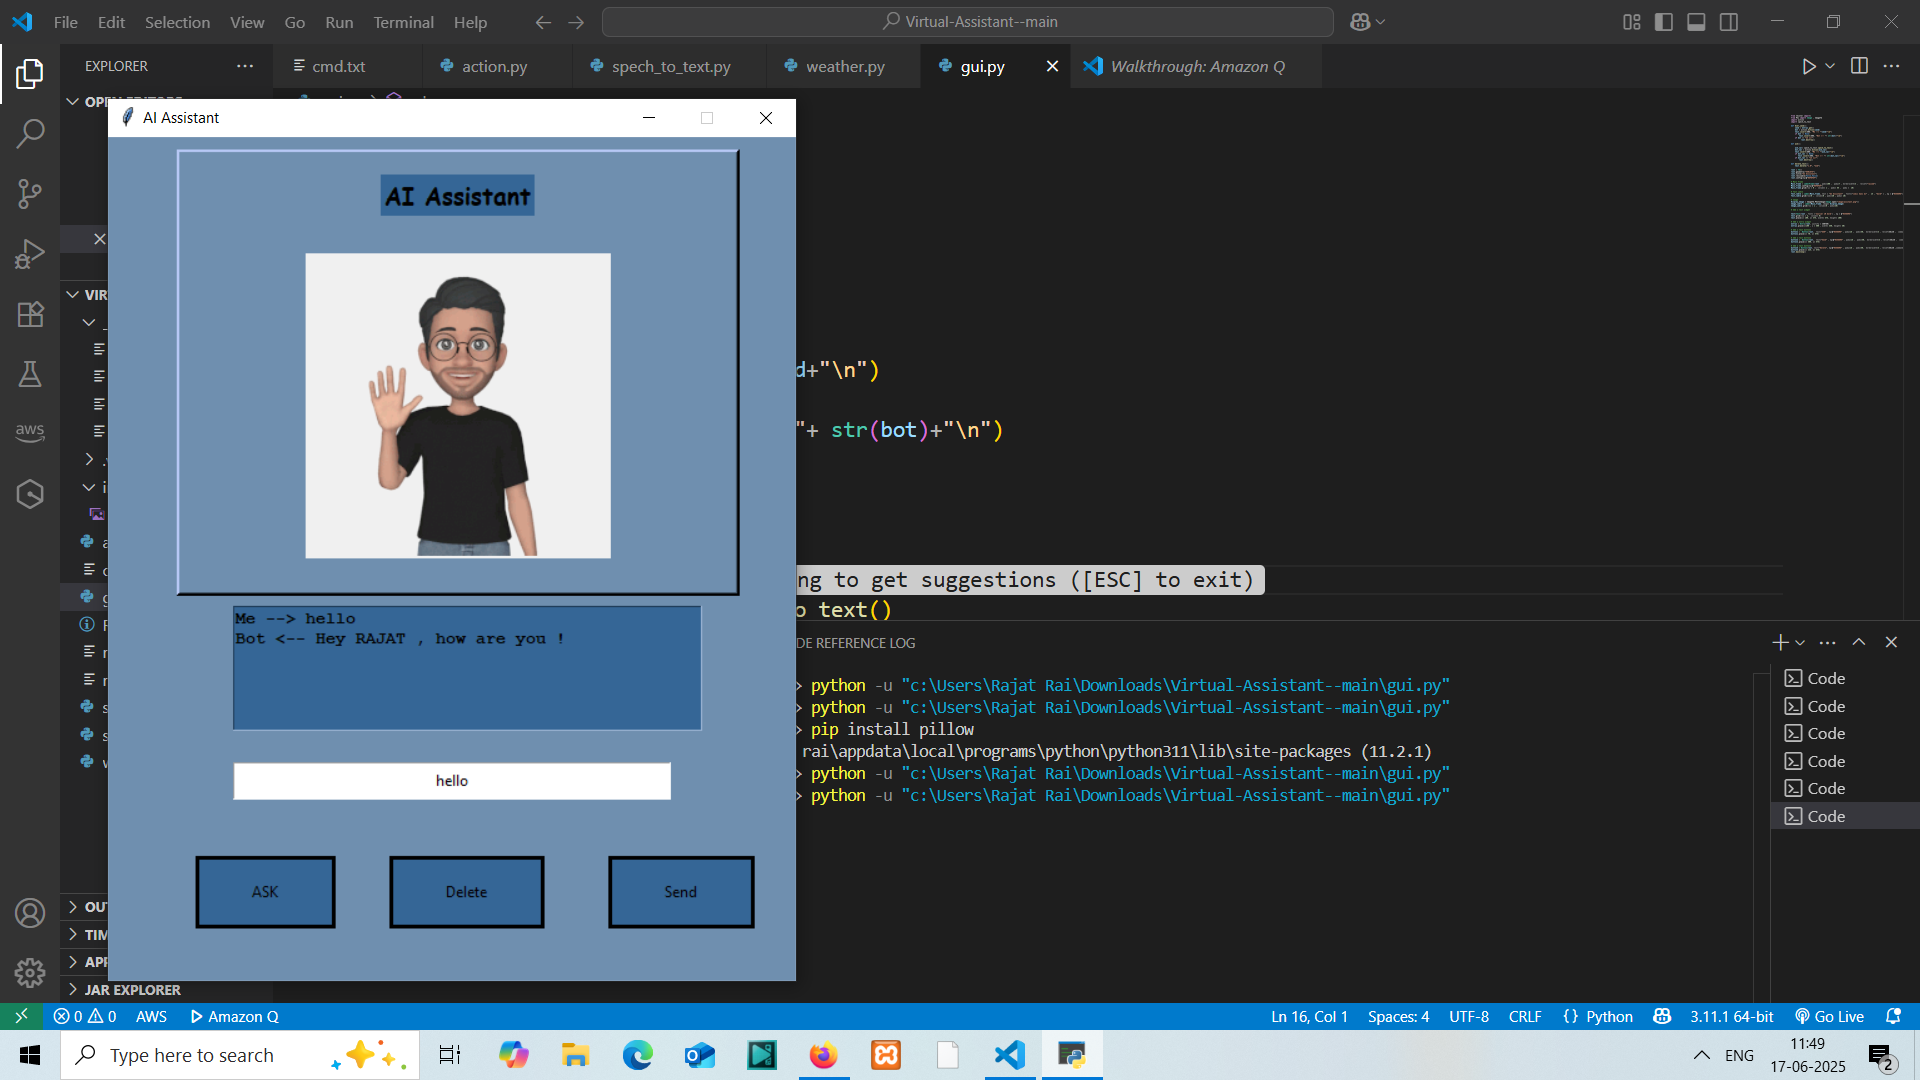 File Edit Selection View Go Run Terminal Help
Virtual-Assistant--main
EXPLORER
cmd.txt
action.py
spech_to_text.py
weather.py
gui.py
Walkthrough: Amazon Q
AI Assistant
AI Assistant
d+"\n")
"+ str(bot)+"\n")
ng to get suggestions ([ESC] to exit)
o text()
Me --> hello
Bot <-- Hey RAJAT , how are you !
hello
ASK
Delete
Send
DE REFERENCE LOG
> python -u "c:\Users\Rajat Rai\Downloads\Virtual-Assistant--main\gui.py"
> python -u "c:\Users\Rajat Rai\Downloads\Virtual-Assistant--main\gui.py"
> pip install pillow
rai\appdata\local\programs\python\python311\lib\site-packages (11.2.1)
> python -u "c:\Users\Rajat Rai\Downloads\Virtual-Assistant--main\gui.py"
> python -u "c:\Users\Rajat Rai\Downloads\Virtual-Assistant--main\gui.py"
Code
Code
Code
Code
Code
Code
aws
VIR
OU
TIM
APP
JAR EXPLORER
0 0 AWS Amazon Q
Ln 16, Col 1 Spaces: 4 UTF-8 CRLF {} Python 3.11.1 64-bit Go Live
Type here to search
ENG
11:49
17-06-2025
2